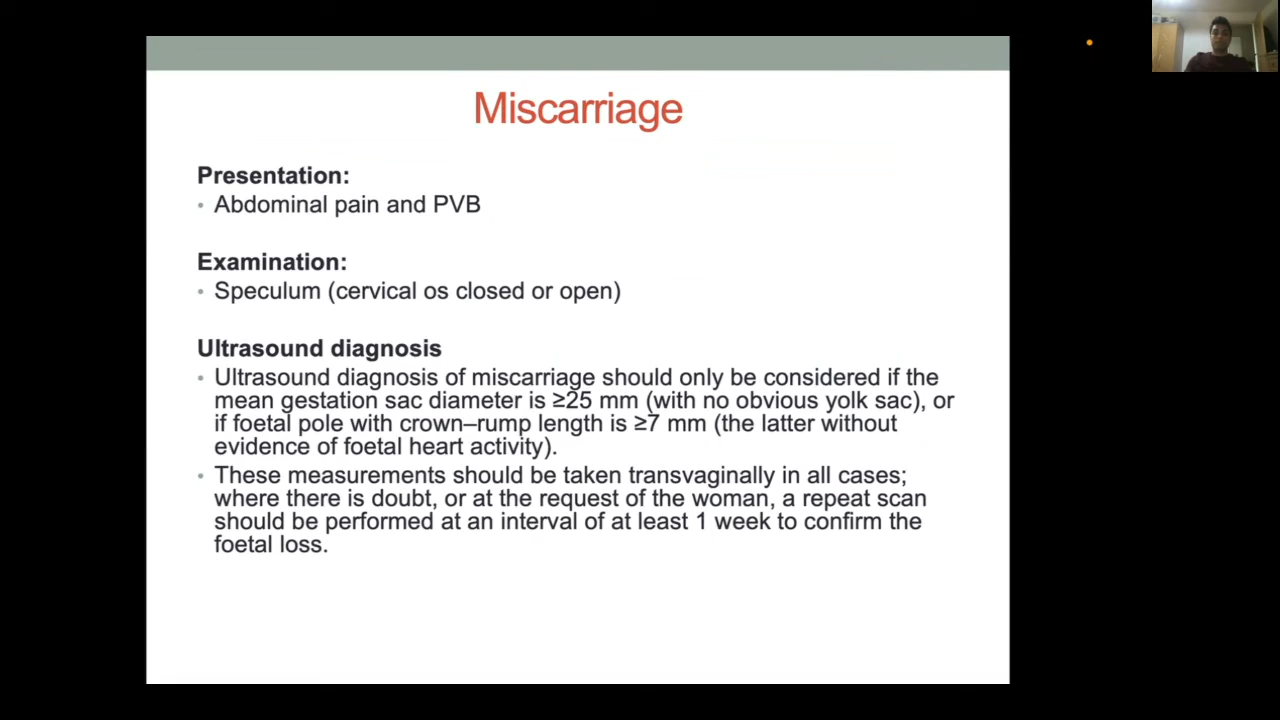 Miscarriage
Presentation:
• Abdominal pain and PVB
Examination:
• Speculum (cervical os closed or open)
Ultrasound diagnosis
• Ultrasound diagnosis of miscarriage should only be considered if the
mean gestation sac diameter is ≥25 mm (with no obvious yolk sac), or
if foetal pole with crown–rump length is ≥7 mm (the latter without
evidence of foetal heart activity).
• These measurements should be taken transvaginally in all cases;
where there is doubt, or at the request of the woman, a repeat scan
should be performed at an interval of at least 1 week to confirm the
foetal loss.